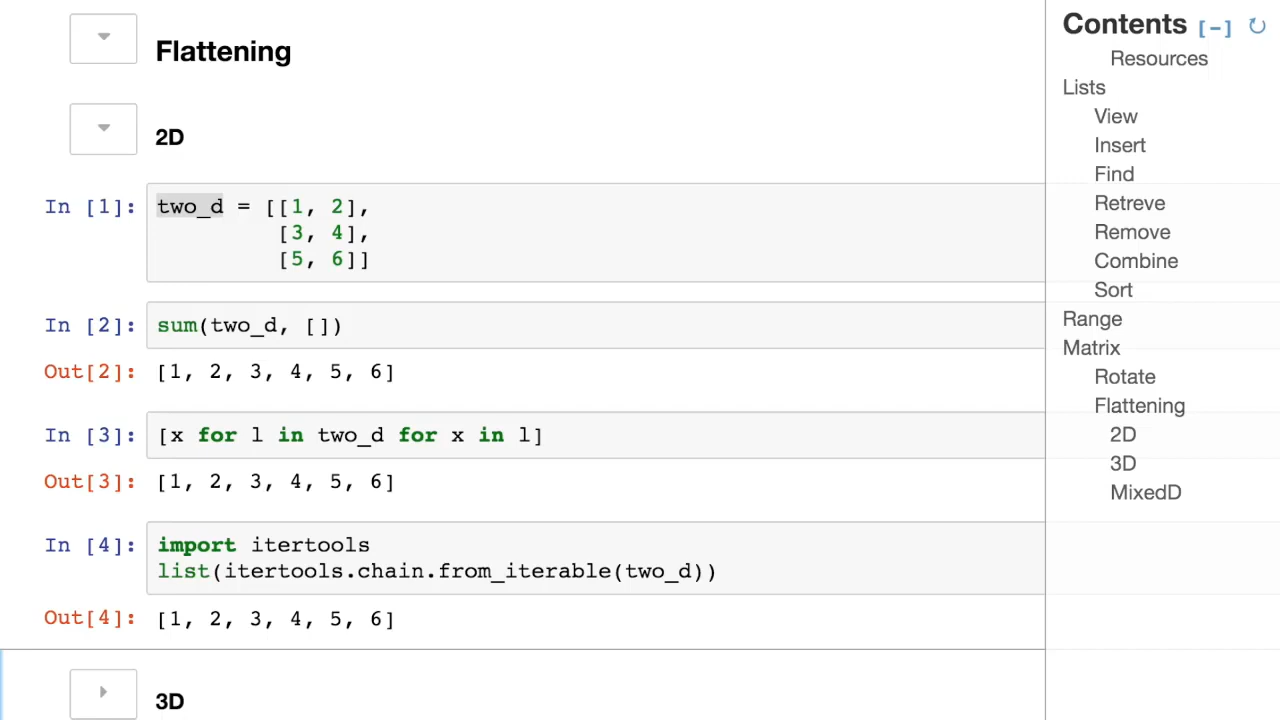 Flattening
2D
In [1]: two_d = [[1, 2],
[3, 4],
[5, 6]]
In [2]: sum(two_d, [])
Out[2]: [1, 2, 3, 4, 5, 6]
In [3]: [x for l in two_d for x in l]
Out[3]: [1, 2, 3, 4, 5, 6]
In [4]: import itertools
list(itertools.chain.from_iterable(two_d))
Out[4]: [1, 2, 3, 4, 5, 6]
3D
Contents [-]
Resources
Lists
View
Insert
Find
Retreve
Remove
Combine
Sort
Range
Matrix
Rotate
Flattening
2D
3D
MixedD